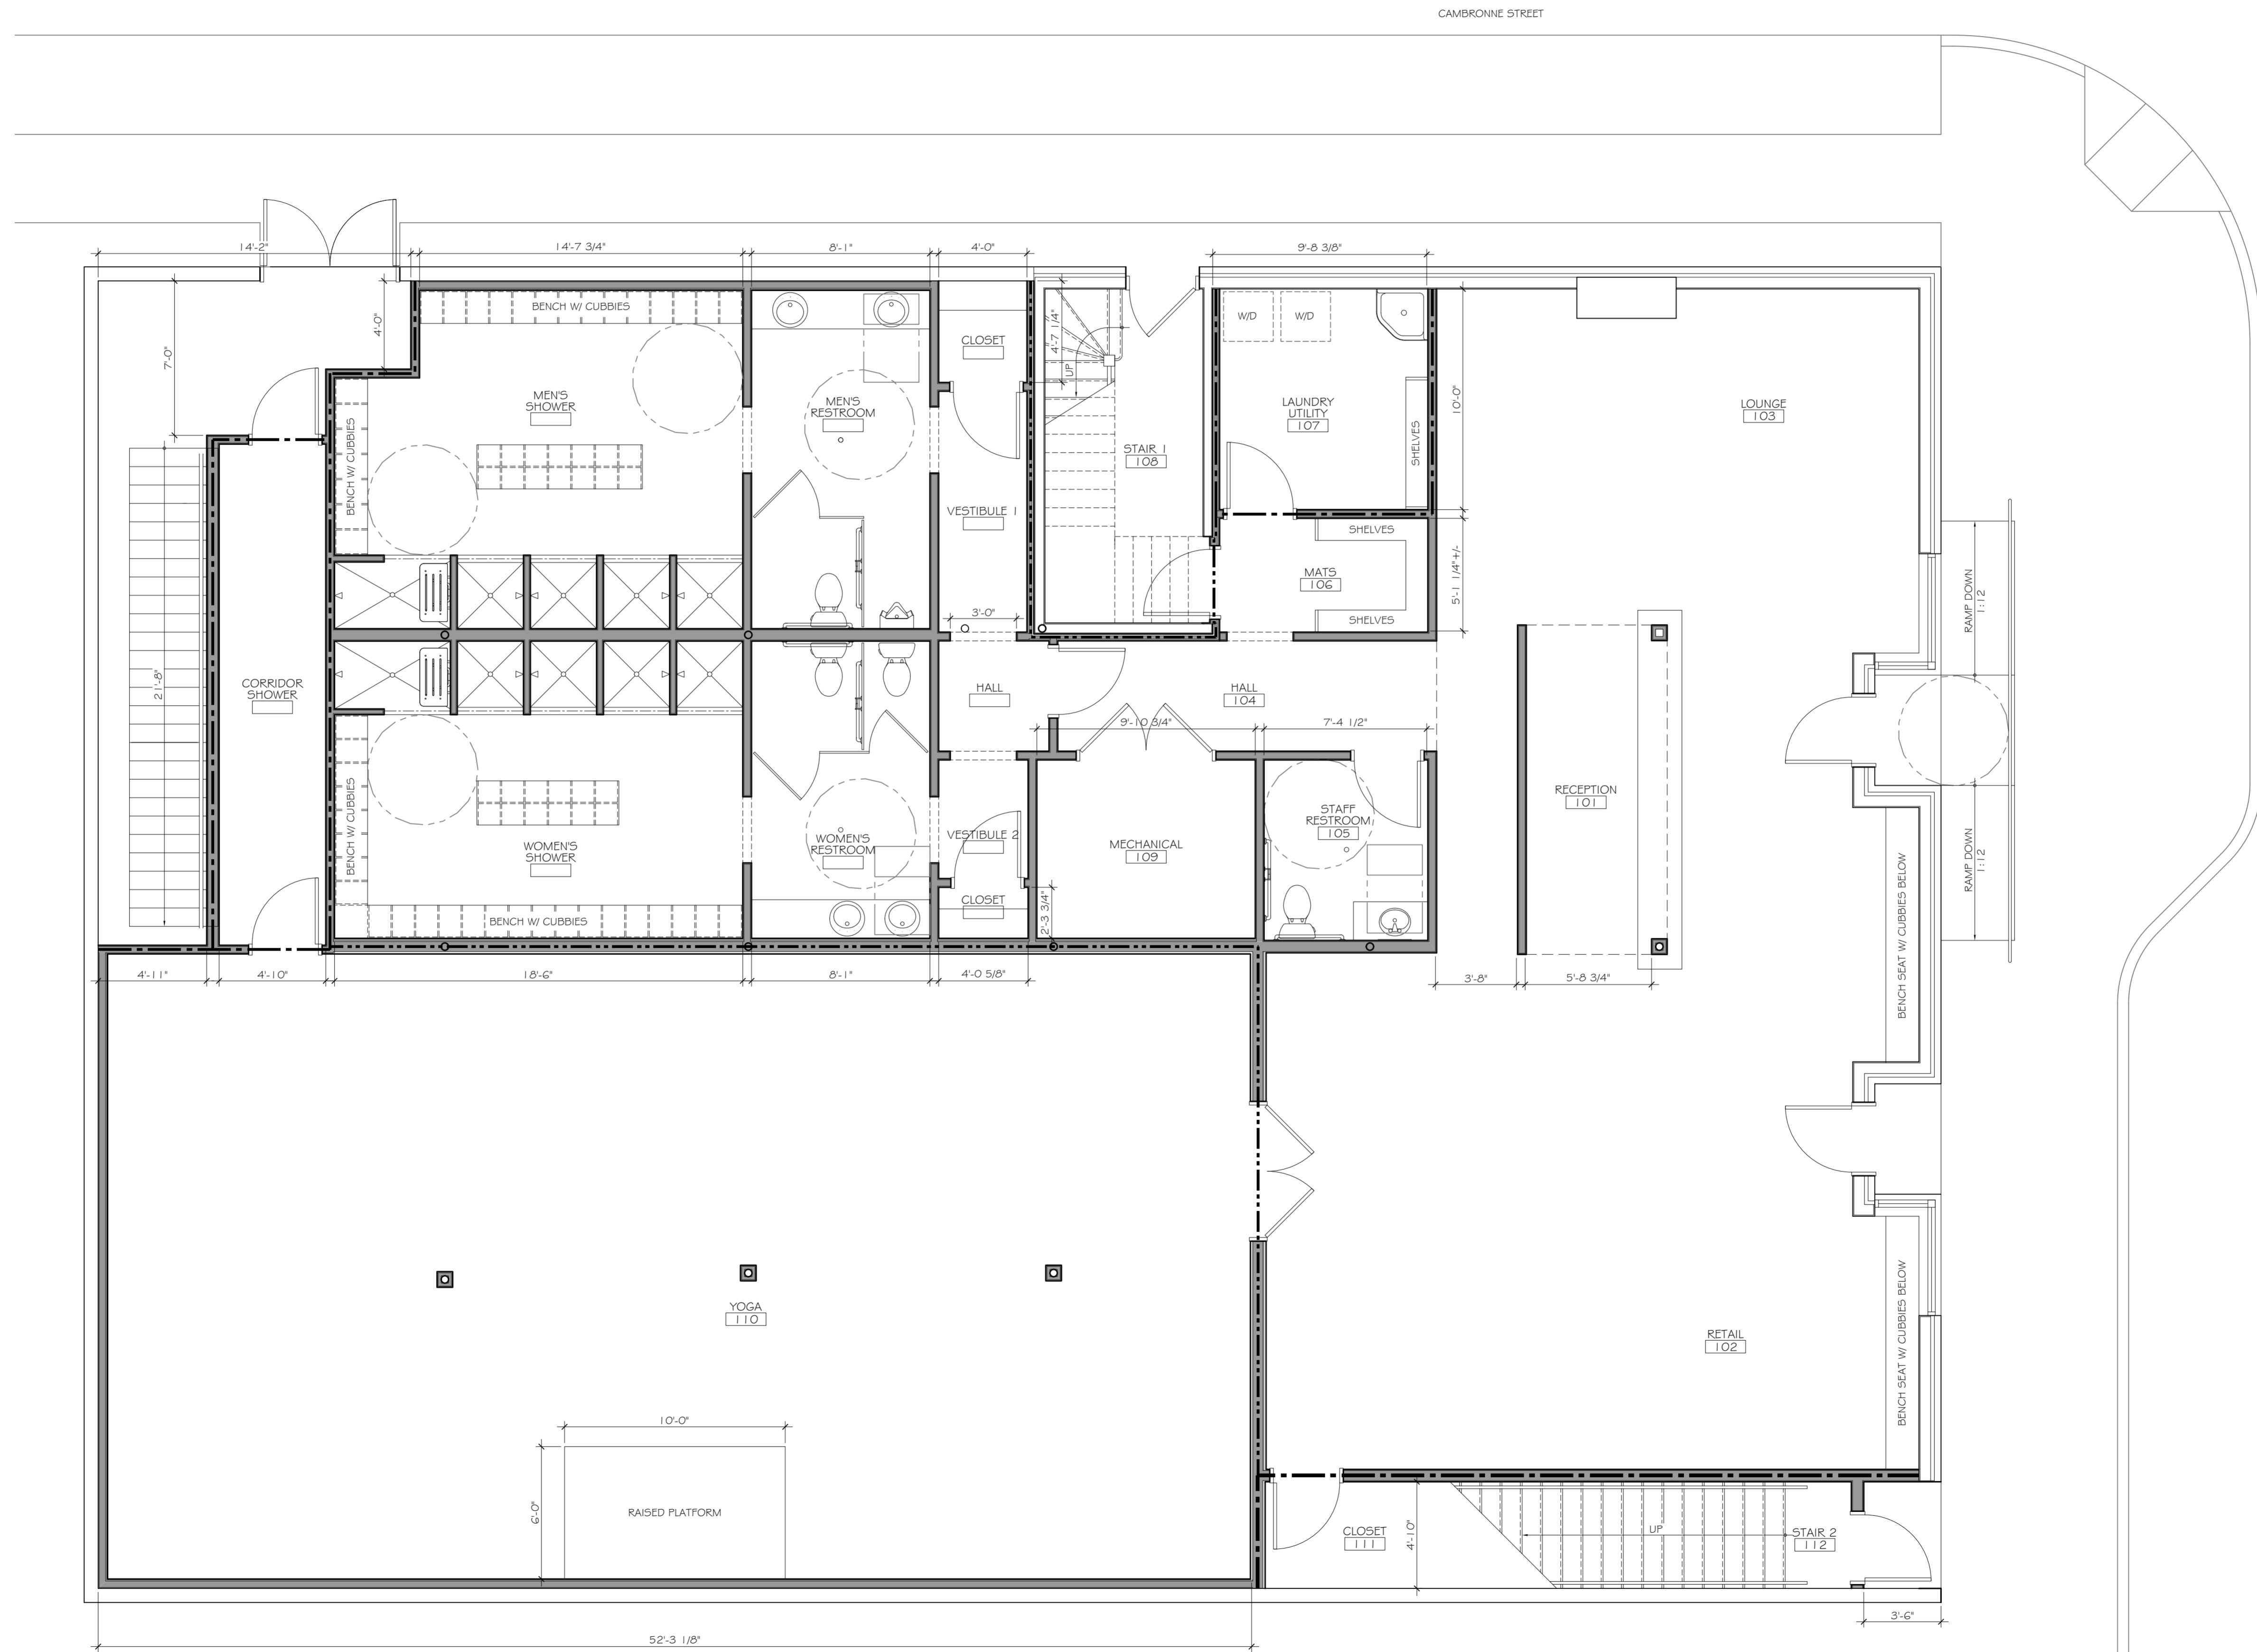 CAMBRONNE STREET
14'-2"
14'-7 3/4"
8'-1"
4'-0"
9'-8 3/8"
BENCH W/ CUBBIES
W/D
W/D
7'-0"
4'-0"
4'-7 1/4"
UP
CLOSET
MEN'S
SHOWER
MEN'S
RESTROOM
LAUNDRY
UTILITY
107
10'-0"
LOUNGE
103
BENCH W/ CUBBIES
STAIR 1
108
SHELVES
VESTIBULE 1
SHELVES
MATS
106
5'-1 1/4" +/-
SHELVES
RAMP DOWN
1:12
3'-0"
21'-8"
CORRIDOR
SHOWER
HALL
HALL
104
9'-10 3/4"
7'-4 1/2"
RECEPTION
101
BENCH W/ CUBBIES
WOMEN'S
SHOWER
WOMEN'S
RESTROOM
VESTIBULE 2
MECHANICAL
109
STAFF
RESTROOM
105
RAMP DOWN
1:12
BENCH SEAT W/ CUBBIES BELOW
CLOSET
2'-3 3/4"
BENCH W/ CUBBIES
4'-11"
4'-10"
18'-6"
8'-1"
4'-0 5/8"
3'-8"
5'-8 3/4"
YOGA
110
RETAIL
102
BENCH SEAT W/ CUBBIES BELOW
10'-0"
6'-0"
RAISED PLATFORM
CLOSET
111
4'-10"
UP
STAIR 2
112
3'-6"
52'-3 1/8"